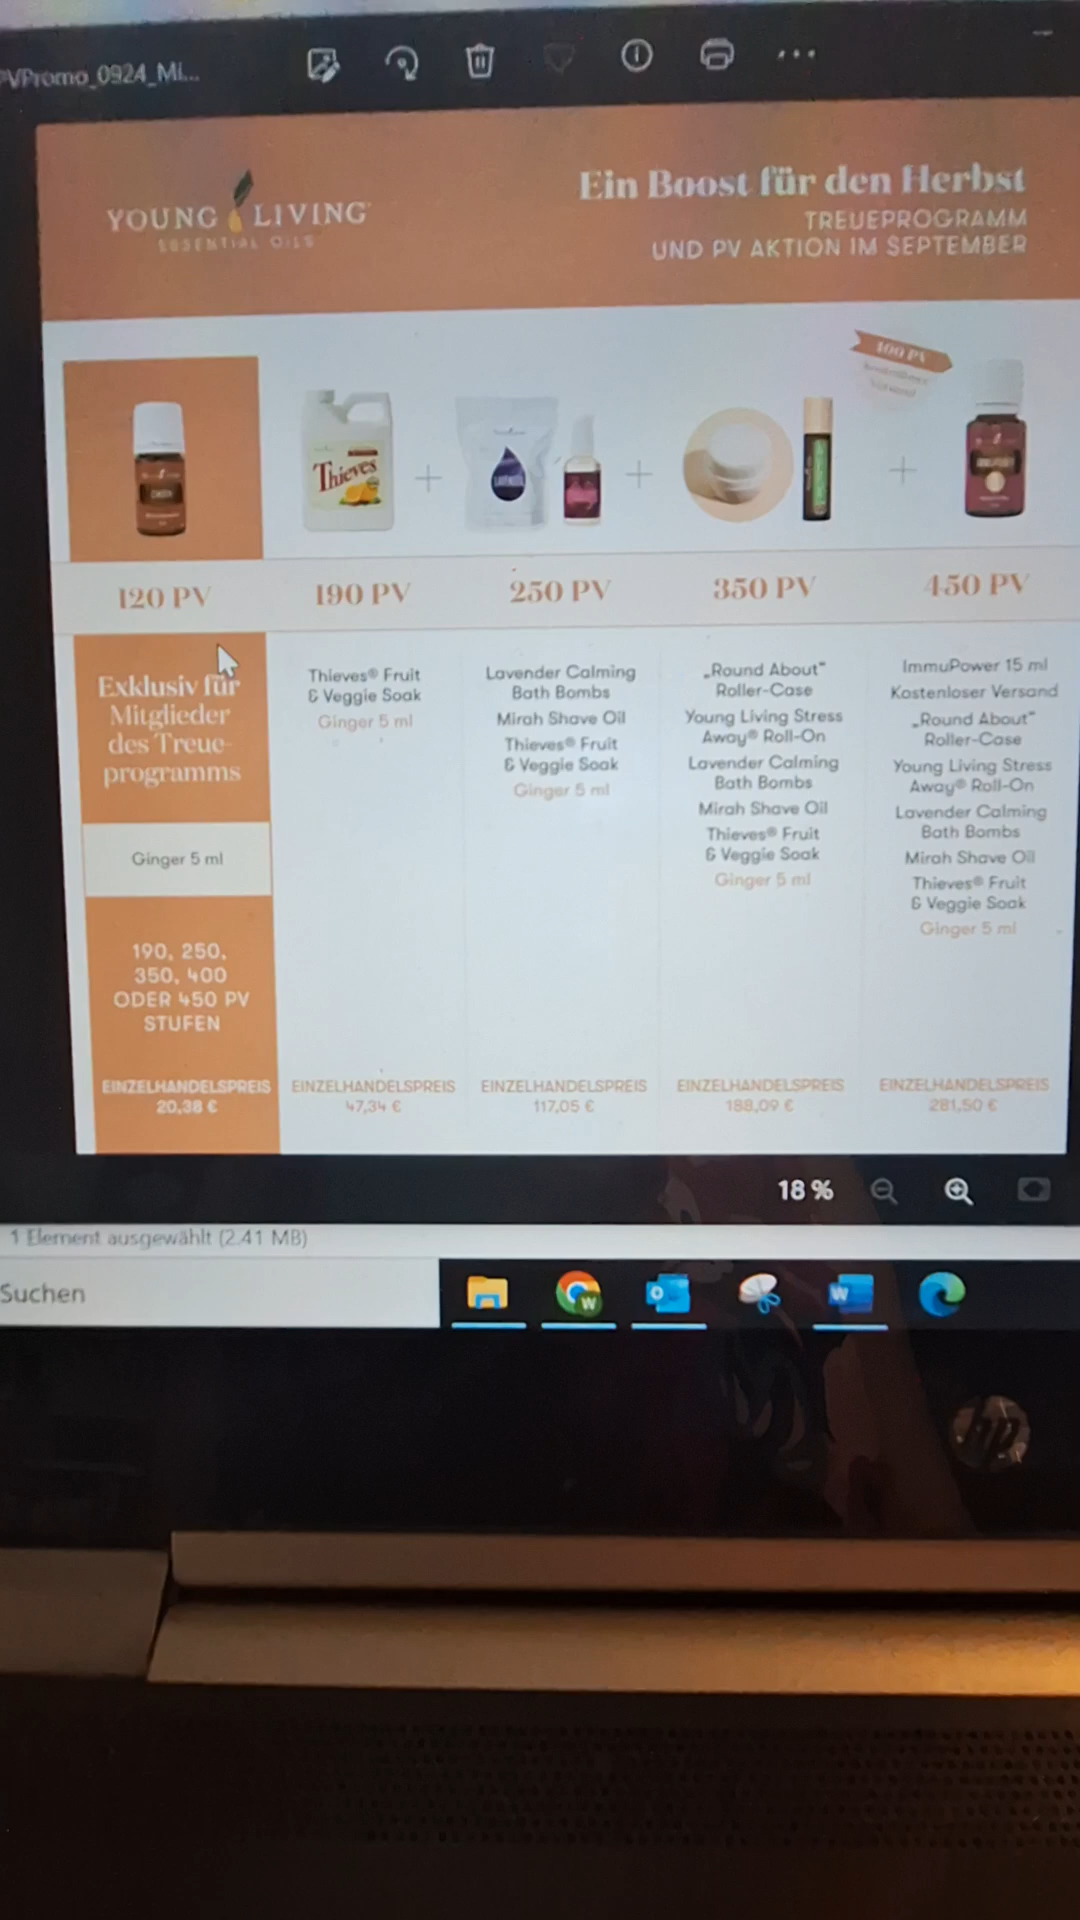 PVPromo_0924_Mi...
YOUNG LIVING
ESSENTIAL OILS
Ein Boost für den Herbst
TREUEPROGRAMM
UND PV AKTION IM SEPTEMBER
400 PV
Thieves
120 PV
190 PV
250 PV
350 PV
450 PV
Exklusiv für
Mitglieder
des Treue-
programms
Ginger 5 ml
190, 250,
350, 400
ODER 450 PV
STUFEN
EINZELHANDELSPREIS
20,38 €
Thieves® Fruit
& Veggie Soak
Ginger 5 ml
EINZELHANDELSPREIS
47,34 €
Lavender Calming
Bath Bombs
Mirah Shave Oil
Thieves® Fruit
& Veggie Soak
Ginger 5 ml
EINZELHANDELSPREIS
117,05 €
„Round About“
Roller-Case
Young Living Stress
Away® Roll-On
Lavender Calming
Bath Bombs
Mirah Shave Oil
Thieves® Fruit
& Veggie Soak
Ginger 5 ml
EINZELHANDELSPREIS
188,09 €
ImmuPower 15 ml
Kostenloser Versand
„Round About“
Roller-Case
Young Living Stress
Away® Roll-On
Lavender Calming
Bath Bombs
Mirah Shave Oil
Thieves® Fruit
& Veggie Soak
Ginger 5 ml
EINZELHANDELSPREIS
281,50 €
18 %
1 Element ausgewählt (2.41 MB)
Suchen
hp